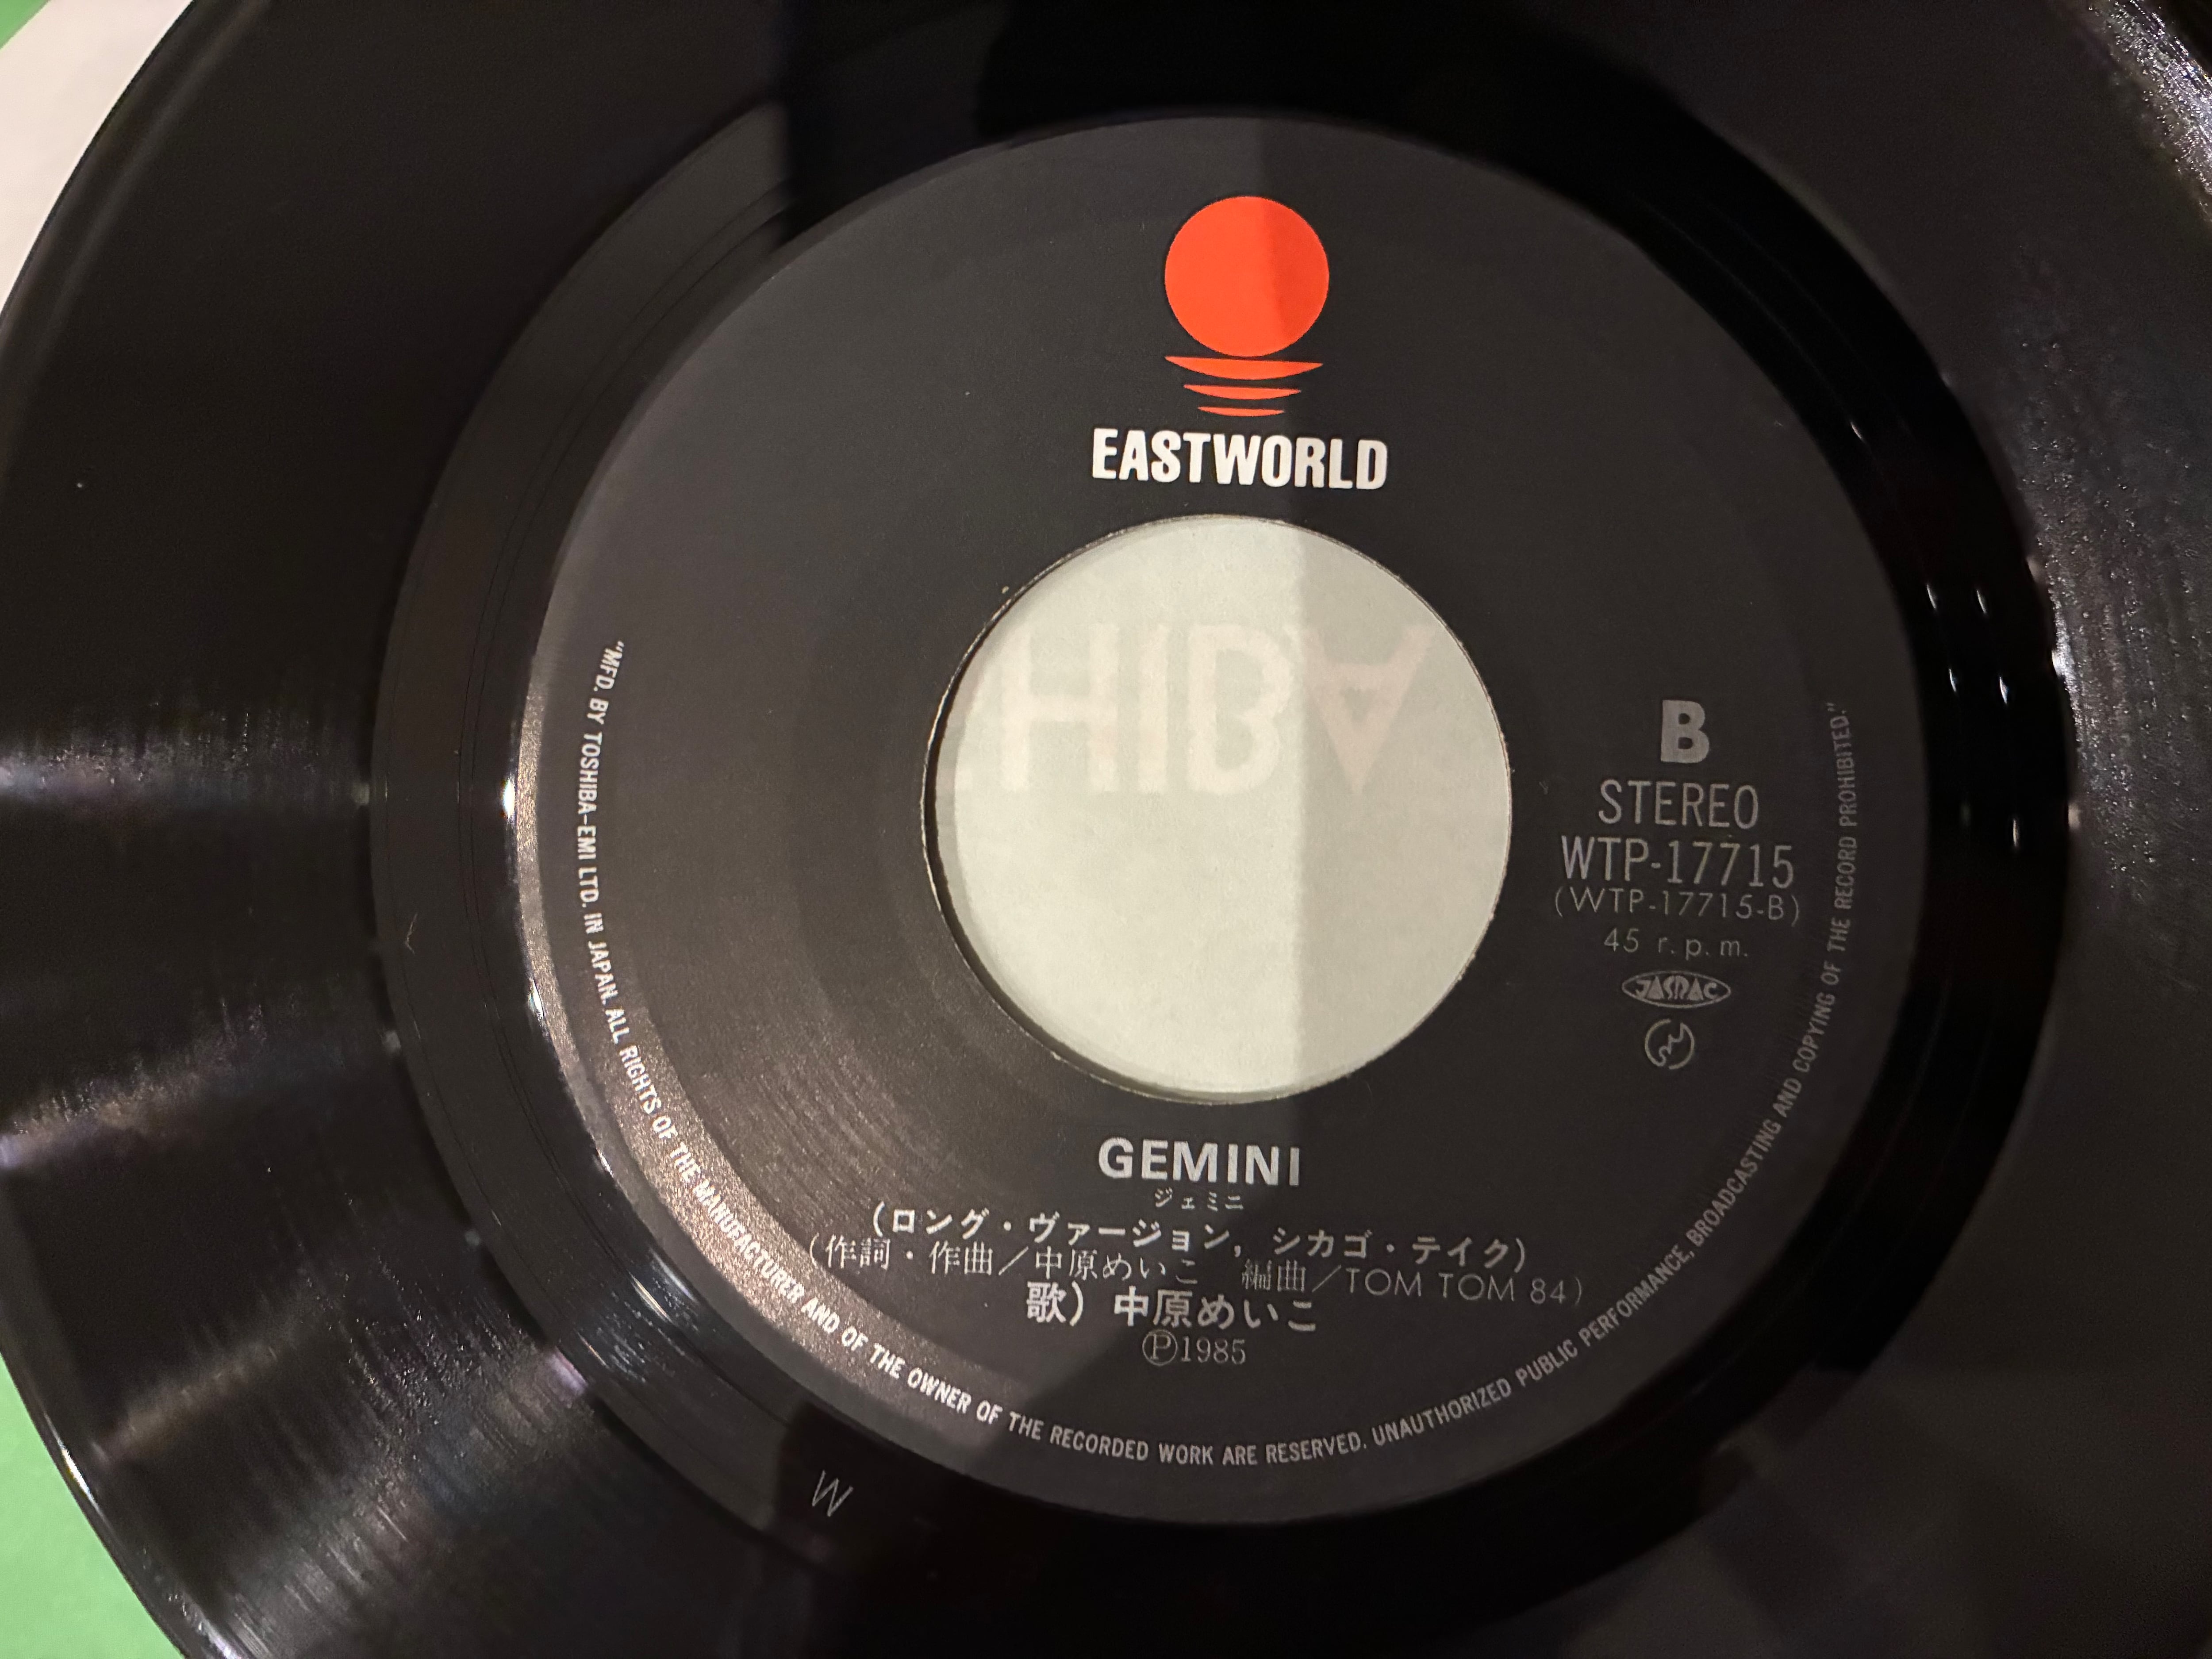 EASTWORLD
HIBA
B
STEREO
WTP-17715
(WTP-17715-B)
45 r.p.m.
JASRAC
GEMINI
ジェミニ
(ロング・ヴァージョン, シカゴ・テイク)
(作詞・作曲/中原めいこ 編曲/TOM TOM 84)
歌) 中原めいこ
Ⓟ1985
"MFD. BY TOSHIBA-EMI LTD. IN JAPAN. ALL RIGHTS OF THE MANUFACTURER AND OF THE OWNER OF THE RECORDED WORK ARE RESERVED. UNAUTHORIZED PUBLIC PERFORMANCE, BROADCASTING AND COPYING OF THE RECORD PROHIBITED."
W